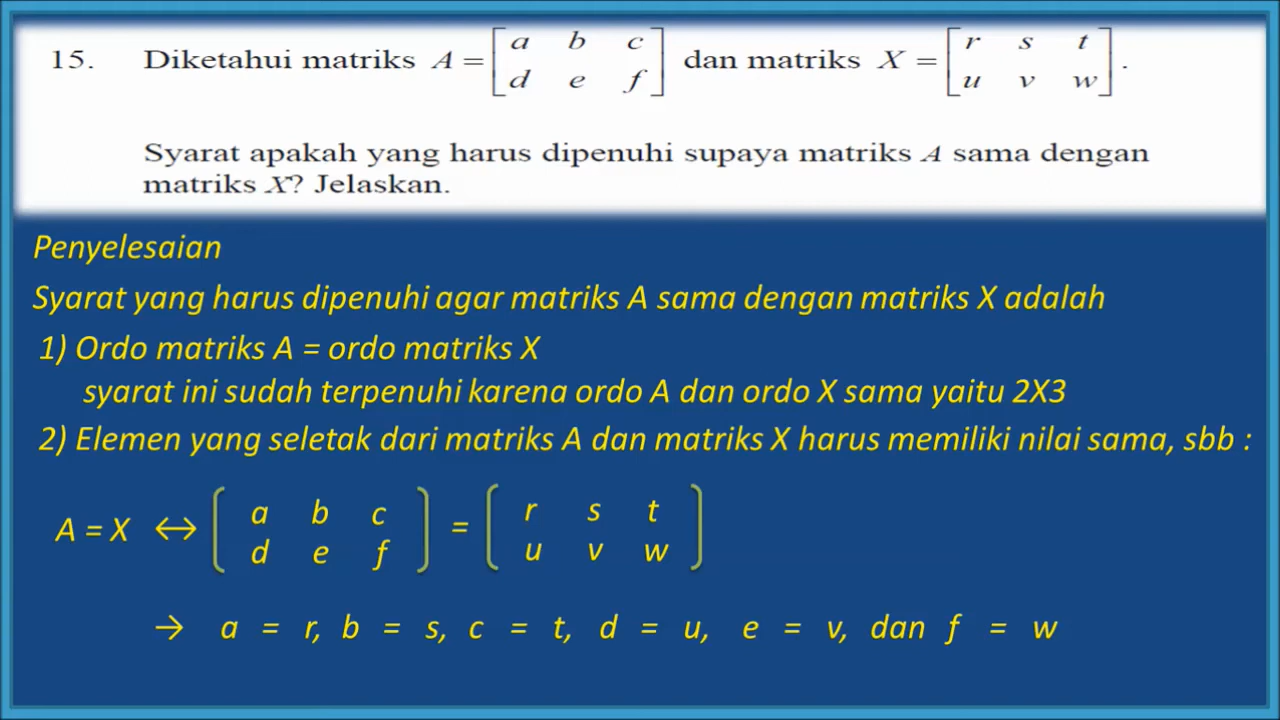 15. Diketahui matriks A = [a b c d e f] dan matriks X = [r s t u v w].
Syarat apakah yang harus dipenuhi supaya matriks A sama dengan
matriks X? Jelaskan.
Penyelesaian
Syarat yang harus dipenuhi agar matriks A sama dengan matriks X adalah
1) Ordo matriks A = ordo matriks X
syarat ini sudah terpenuhi karena ordo A dan ordo X sama yaitu 2X3
2) Elemen yang seletak dari matriks A dan matriks X harus memiliki nilai sama, sbb :
A = X ↔ ( a b c ) = ( r s t )
d e f u v w
→ a = r, b = s, c = t, d = u, e = v, dan f = w